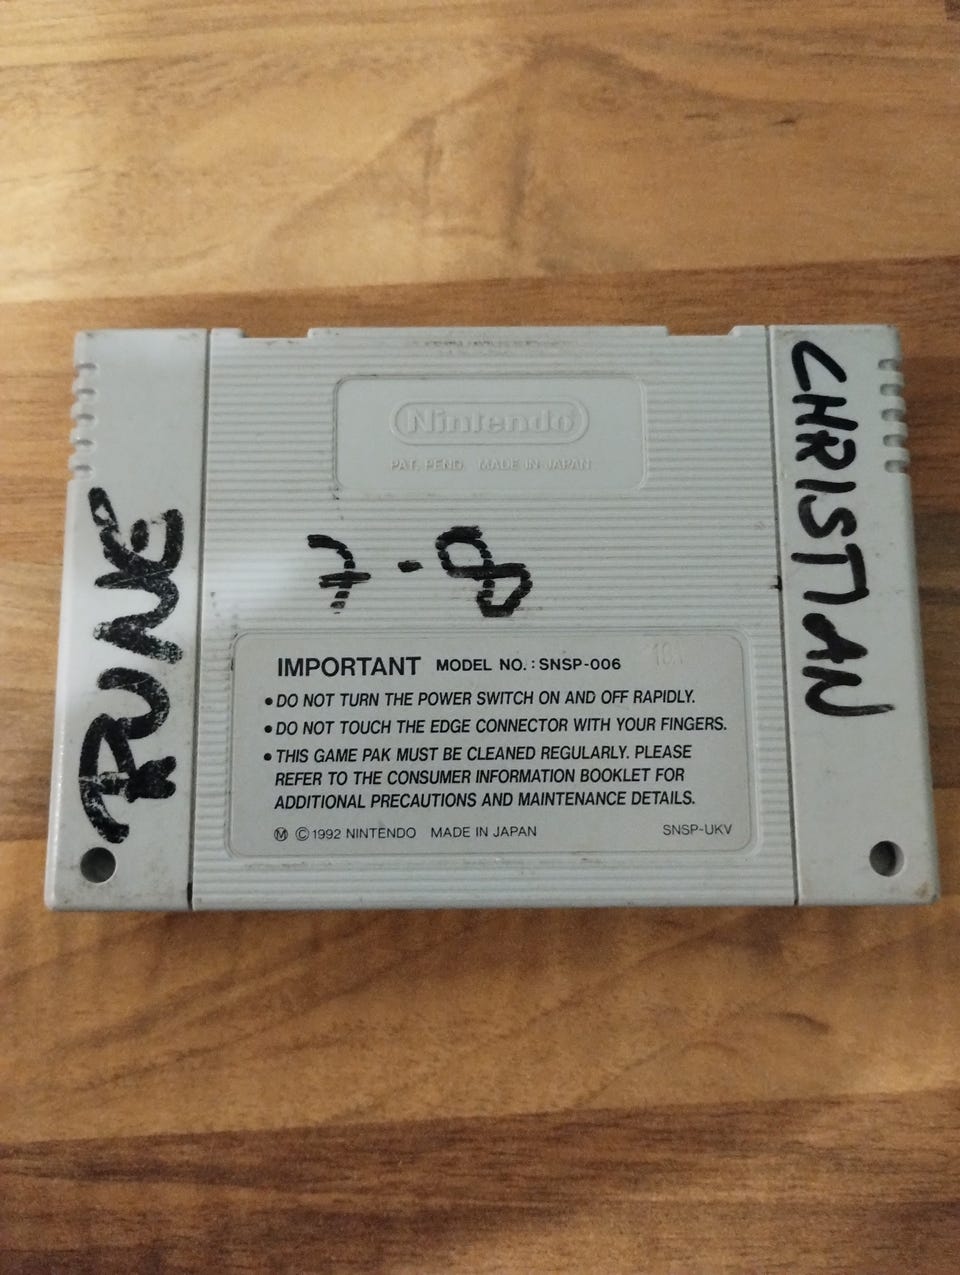 Nintendo
PAT. PEND. MADE IN JAPAN
RUNE
7-8
CHRISTIAN
IMPORTANT MODEL NO.: SNSP-006
• DO NOT TURN THE POWER SWITCH ON AND OFF RAPIDLY.
• DO NOT TOUCH THE EDGE CONNECTOR WITH YOUR FINGERS.
• THIS GAME PAK MUST BE CLEANED REGULARLY. PLEASE
REFER TO THE CONSUMER INFORMATION BOOKLET FOR
ADDITIONAL PRECAUTIONS AND MAINTENANCE DETAILS.
Ⓜ © 1992 NINTENDO MADE IN JAPAN SNSP-UKV